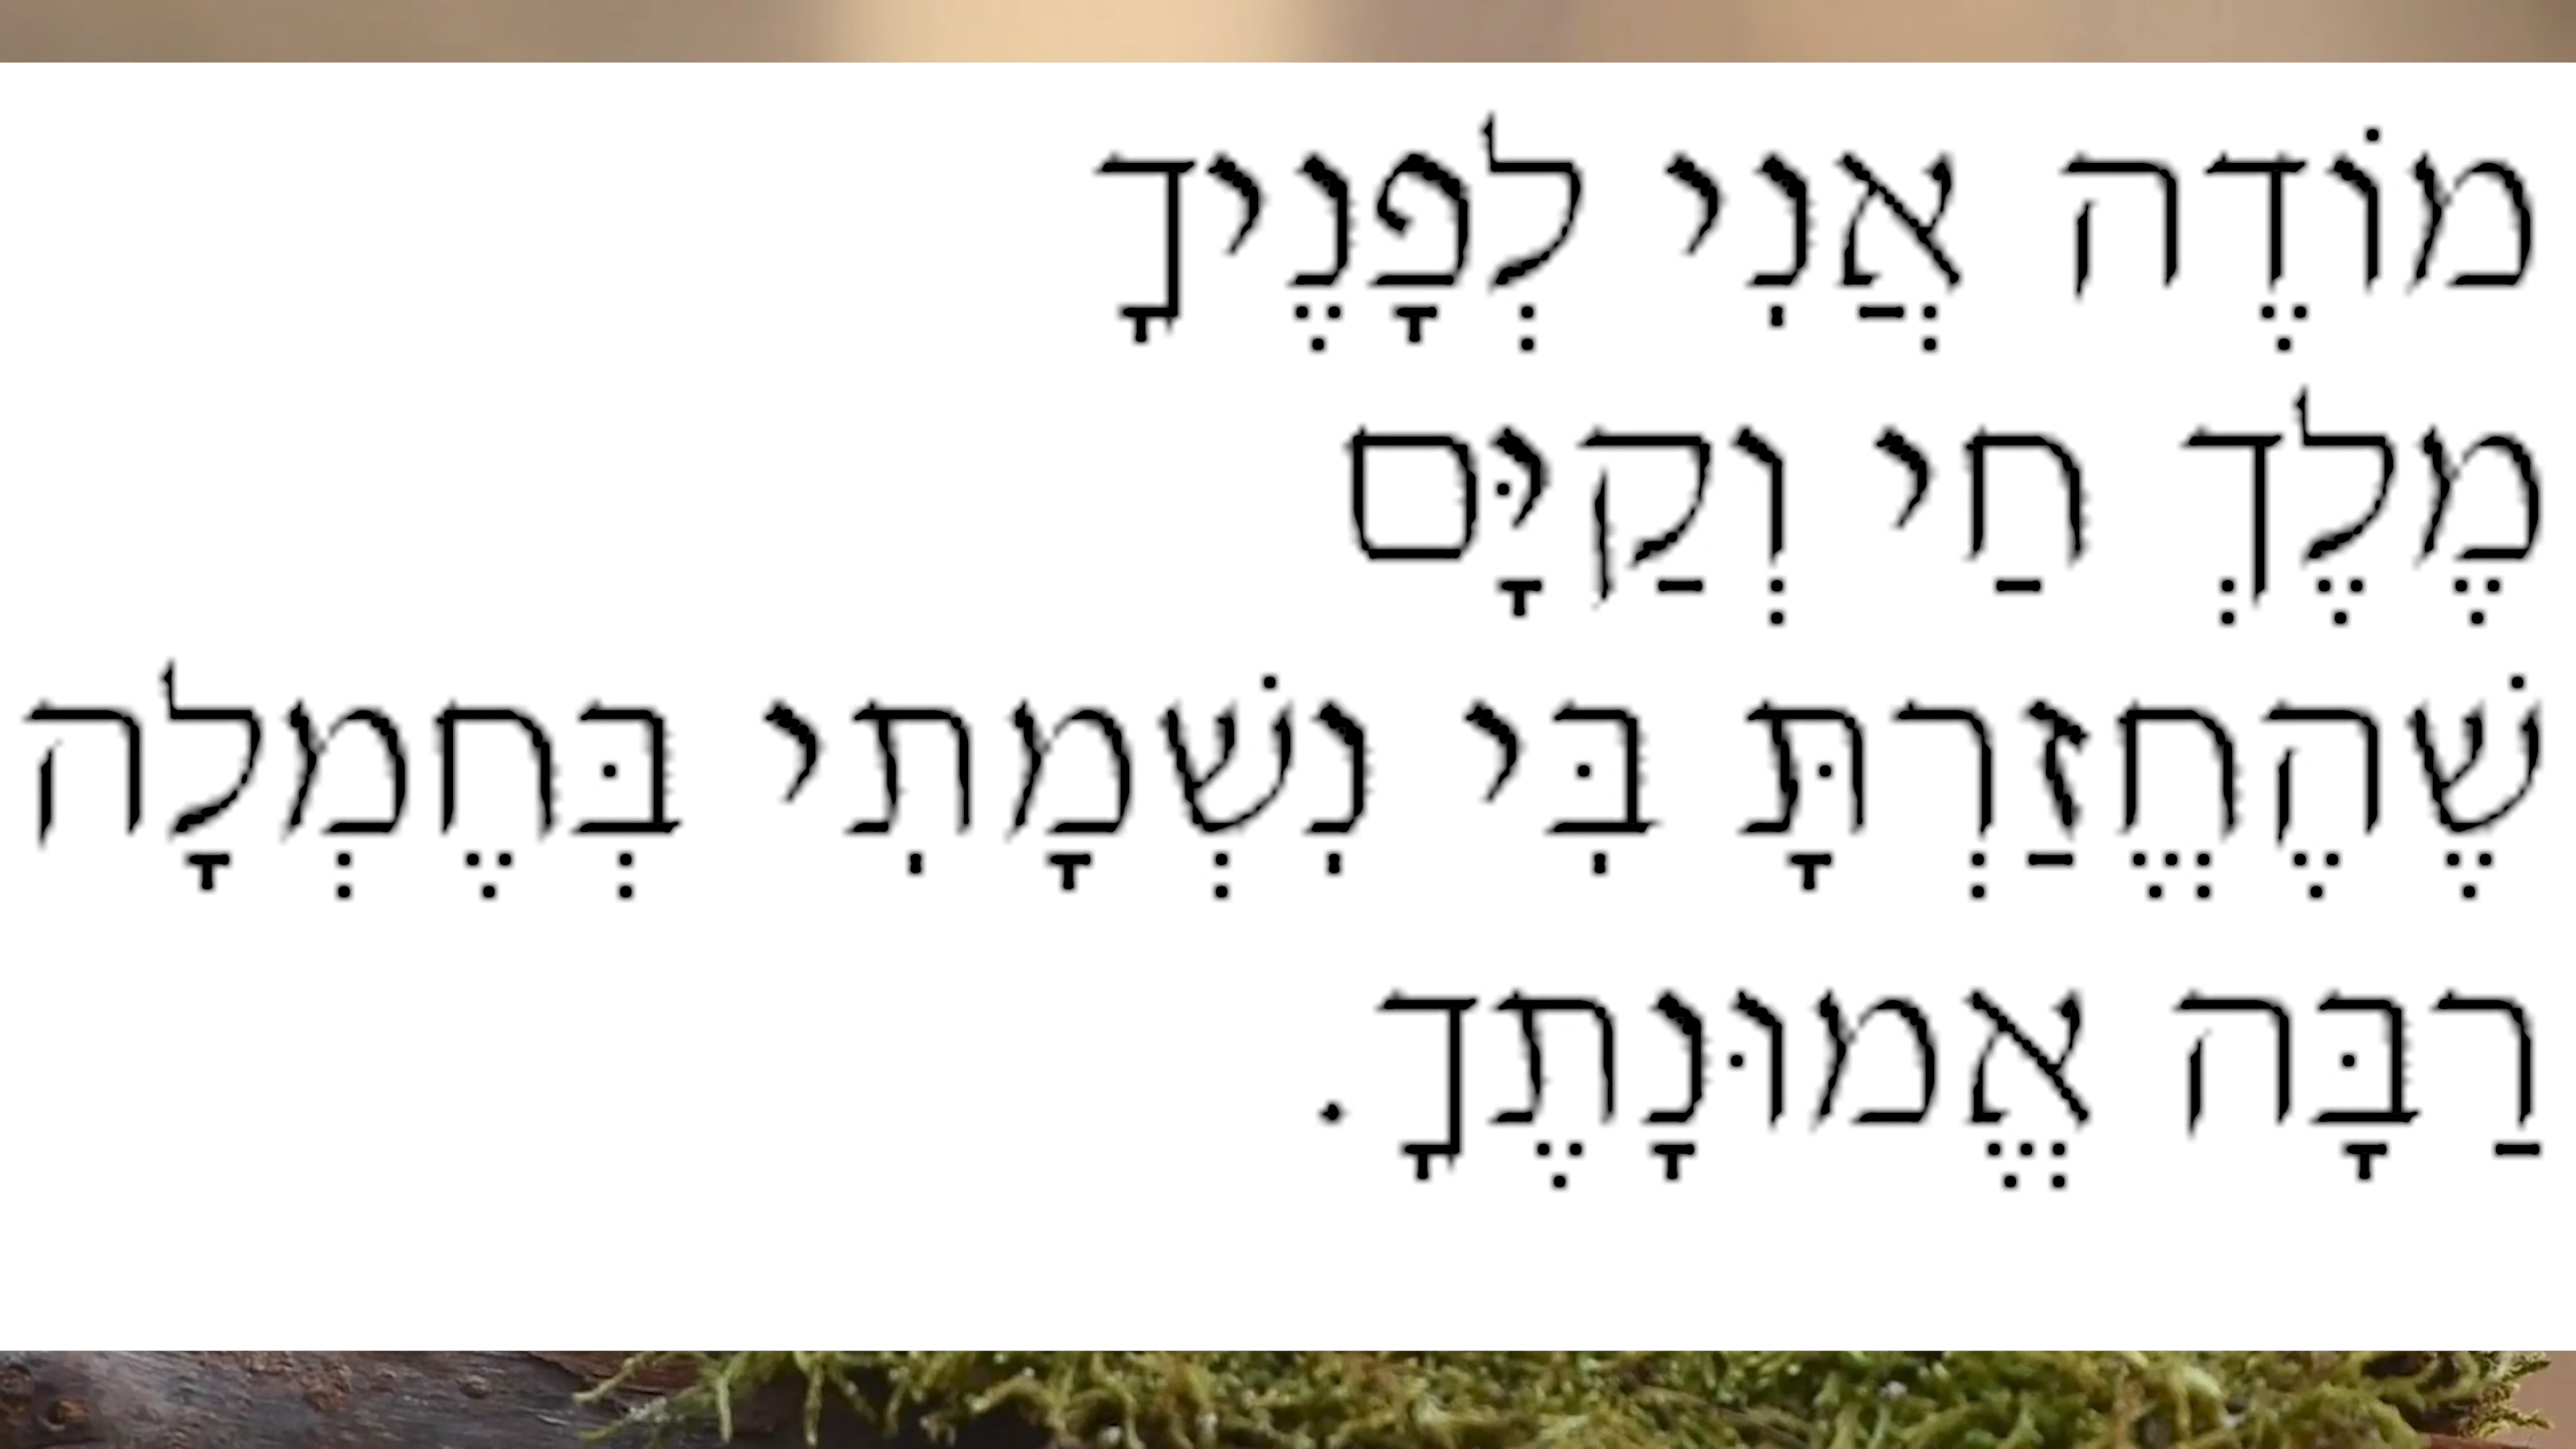 מוֹדֶה אֲנִי לְפָנֶיךָ
מֶלֶךְ חַי וְקַיָּם
שֶׁהֶחֱזַרְתָּ בִּי נִשְׁמָתִי בְּחֶמְלָה
רַבָּה אֱמוּנָתֶךָ.